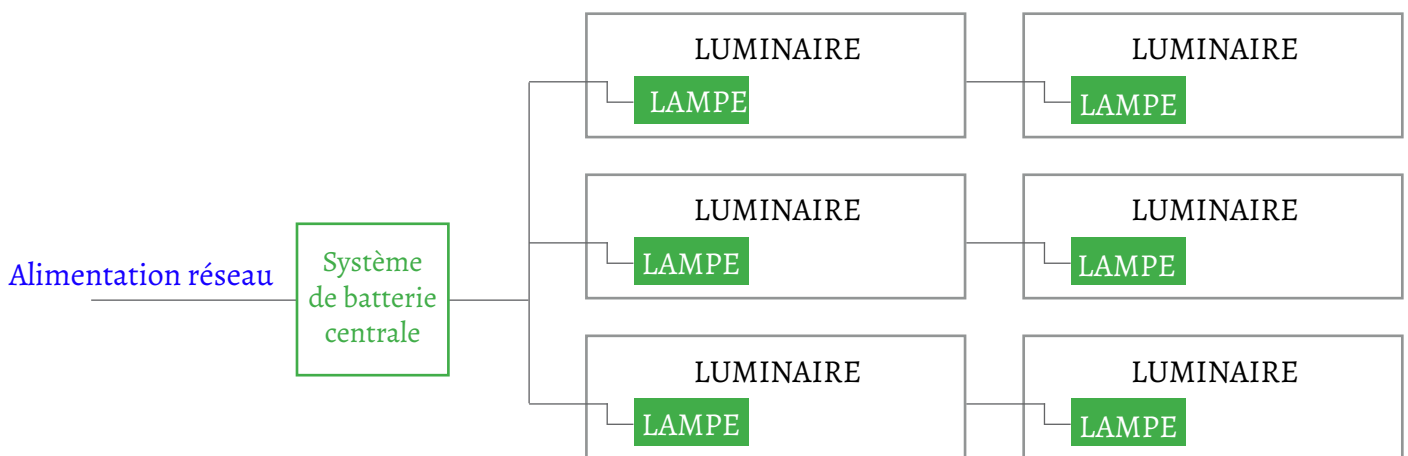 LUMINAIRE
LAMPE
LUMINAIRE
LAMPE
LUMINAIRE
LAMPE
LUMINAIRE
LAMPE
Alimentation réseau
Système
de batterie
centrale
LUMINAIRE
LAMPE
LUMINAIRE
LAMPE